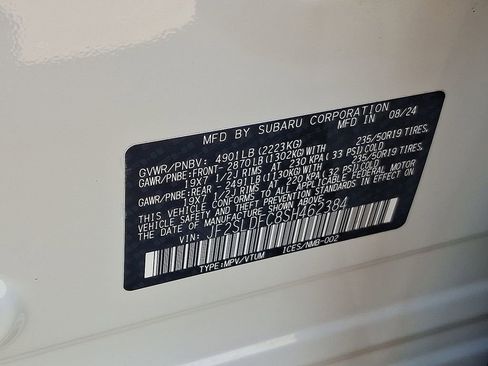 MFD BY SUBARU CORPORATION 08/24
GVWR/PNBV: 4901LB (2223KG)
GAWR/PNBE:FRONT- 2870LB (1302KG)WITH 235/50R19 TIRES,
19X7 1/2J RIMS AT 230 KPA (33 PSI)COLD
GAWR/PNBE:REAR - 2491LB (1130KG)WITH 235/50R19 TIRES,
19X7 1/2J RIMS AT 220 KPA (32 PSI)COLD
THIS VEHICLE CONFORMS TO ALL APPLICABLE FEDERAL MOTOR
VEHICLE SAFETY AND THEFT PREVENTION STANDARDS IN EFFECT ON
THIS DATE OF MANUFACTURE SHOWN ABOVE
VIN: JF2SLDFC8SH462384
TYPE:MPV/VTUM ICES/NMB-002